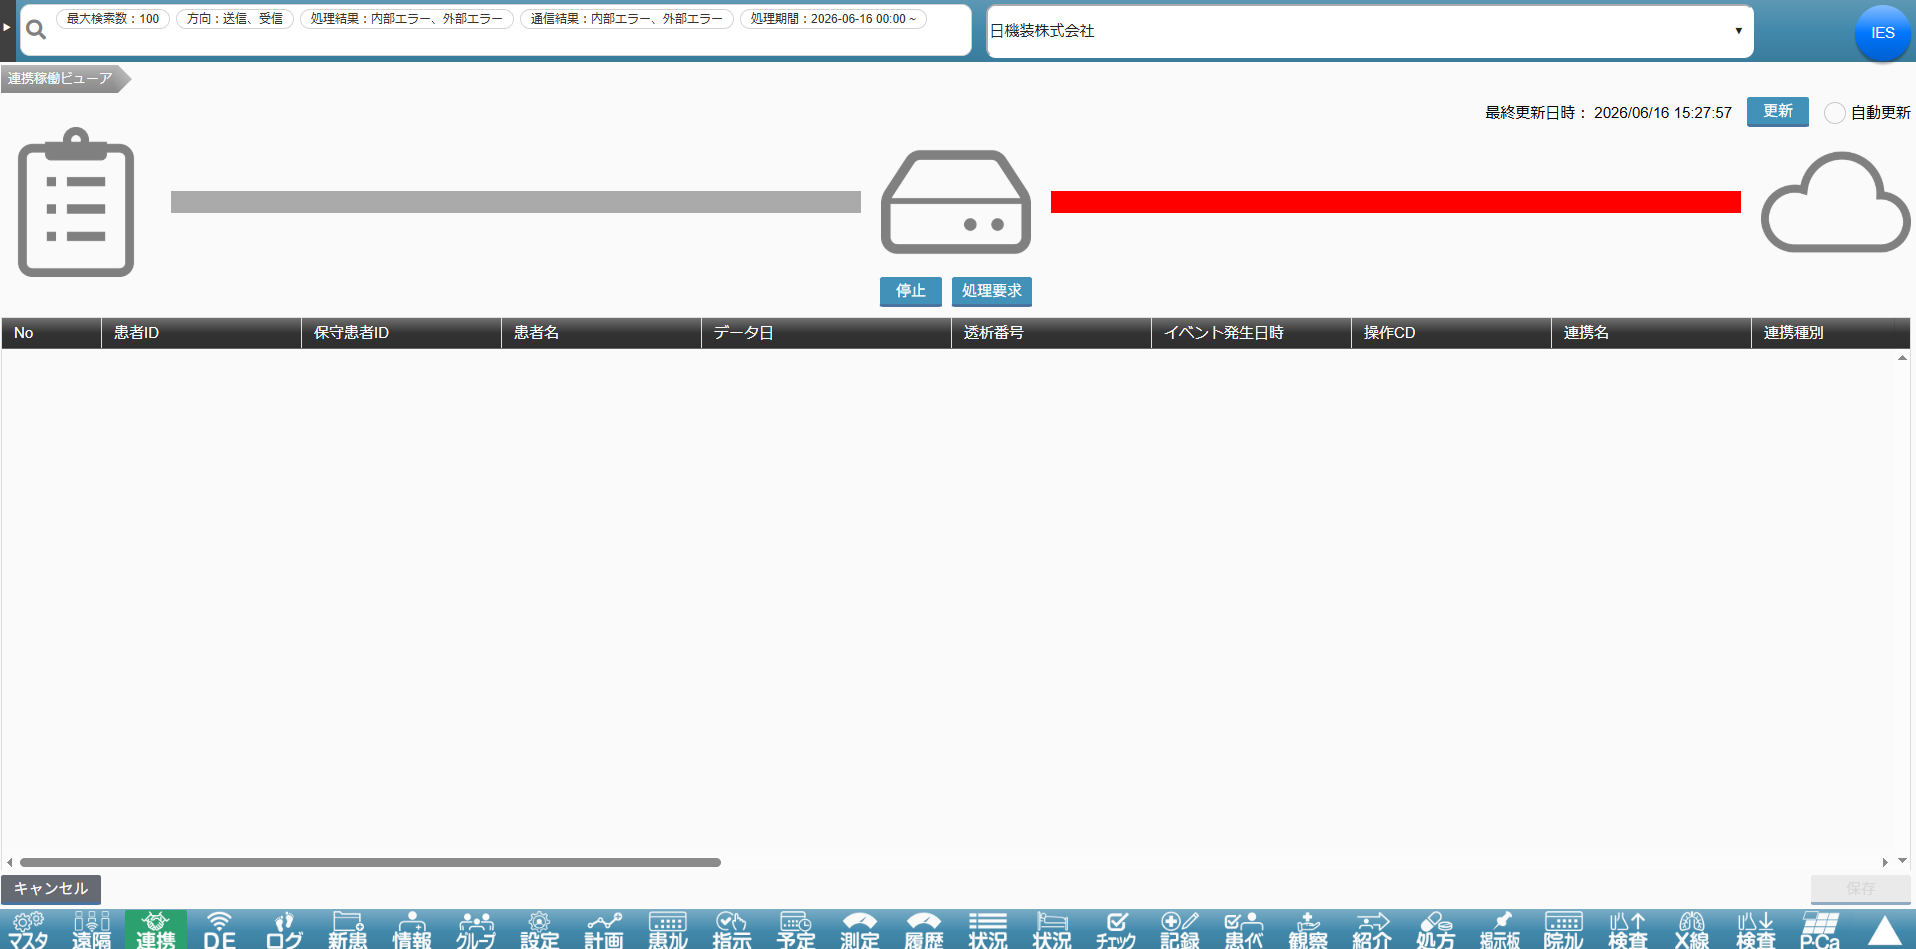 最大検索数：100 方向：送信、受信 処理結果：内部エラー、外部エラー 通信結果：内部エラー、外部エラー 処理期間：2026-06-16 00:00 ~
日機装株式会社
IES
連携稼働ビューア
最終更新日時： 2026/06/16 15:27:57 更新 自動更新
停止 処理要求
No 患者ID 保守患者ID 患者名 データ日 透析番号 イベント発生日時 操作CD 連携名 連携種別
キャンセル 保存
マスタ 遠隔 連携 DE ログ 新患 情報 グループ 設定 計画 患カル 指示 予定 測定 履歴 状況 状況 チェック 記録 患イベ 観察 紹介 処方 掲示板 院カル 検査 X線 検査 P-Ca